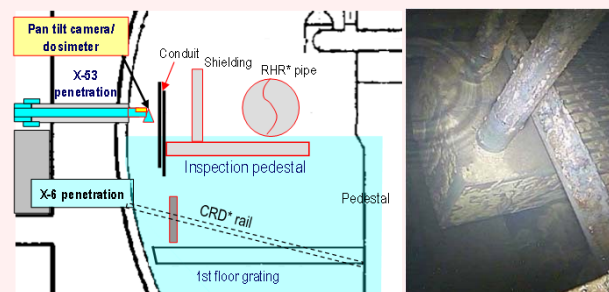 Pan tilt camera/
dosimeter
Conduit
Shielding
RHR* pipe
X-53
penetration
Inspection pedestal
X-6 penetration
Pedestal
CRD* rail
1st floor grating